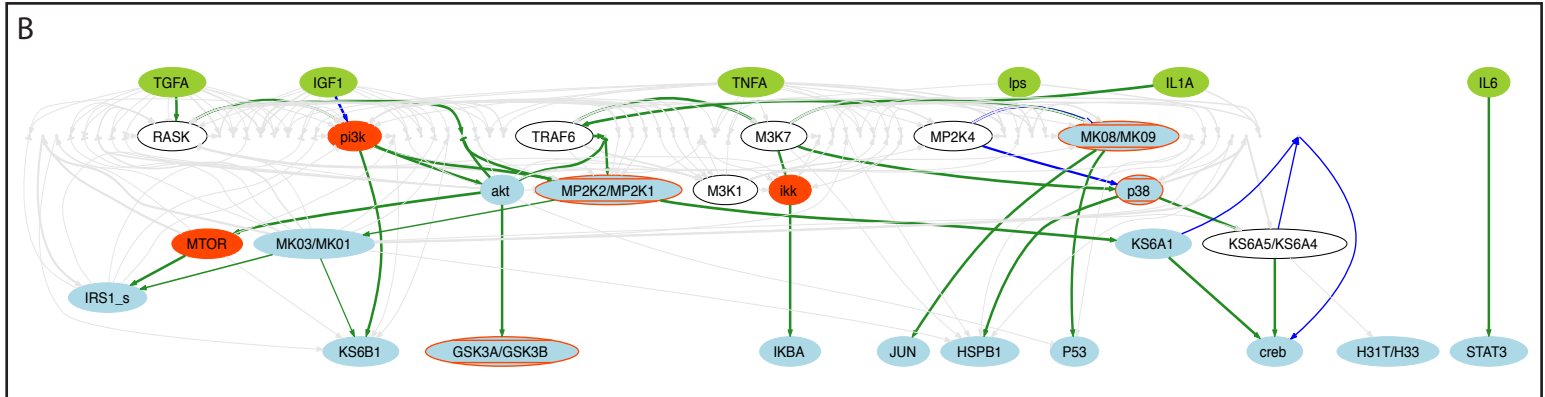 B
TGFA IGF1 TNFA lps IL1A IL6
RASK pi3k TRAF6 M3K7 MP2K4 MK08/MK09
akt MP2K2/MP2K1 M3K1 ikk p38
MTOR MK03/MK01 KS6A1 KS6A5/KS6A4
IRS1_s
KS6B1 GSK3A/GSK3B IKBA JUN HSPB1 P53 creb H31T/H33 STAT3